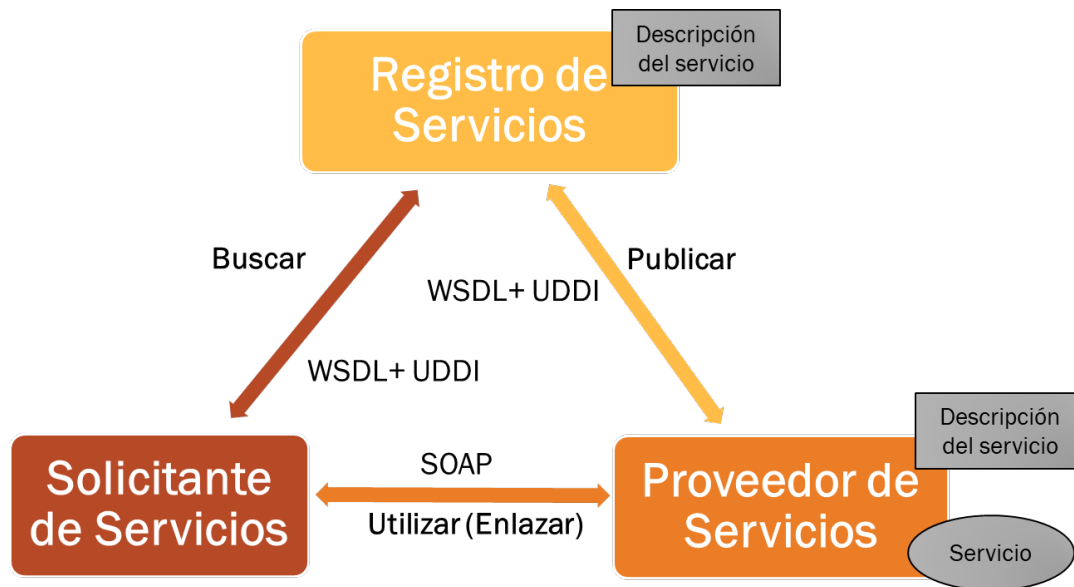 Descripción
del servicio
Registro de
Servicios
Buscar
Publicar
WSDL+ UDDI
WSDL+ UDDI
Descripción
del servicio
Solicitante
de Servicios
SOAP
Utilizar (Enlazar)
Proveedor de
Servicios
Servicio